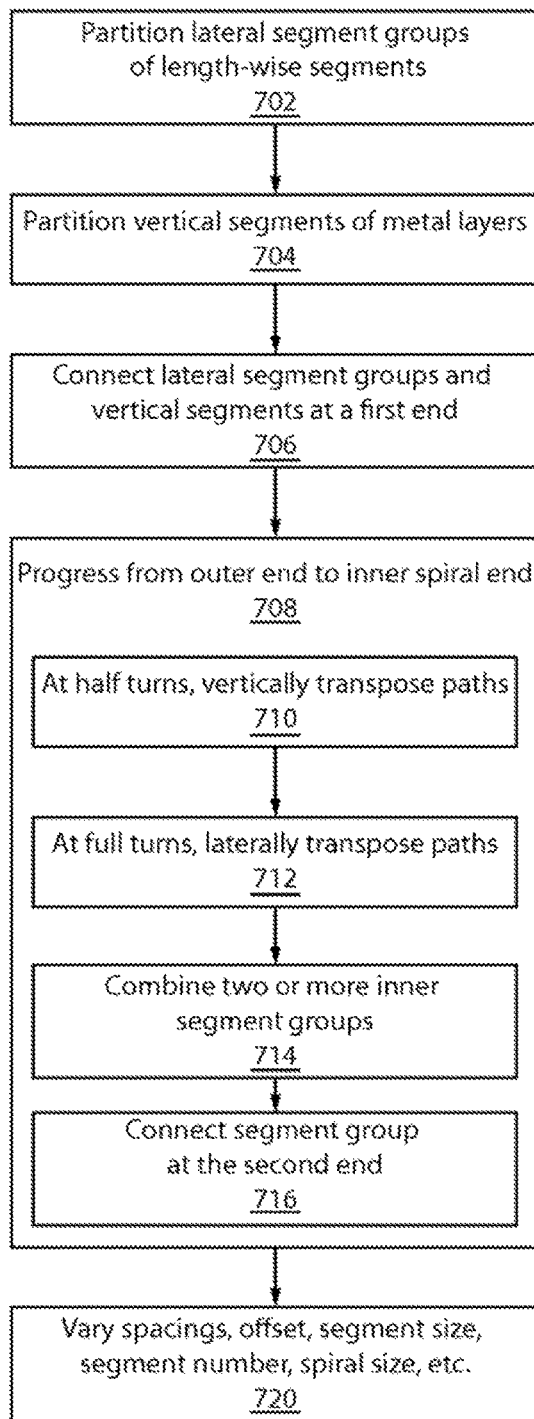 Partition lateral segment groups
of length-wise segments
702
Partition vertical segments of metal layers
704
Connect lateral segment groups and
vertical segments at a first end
706
Progress from outer end to inner spiral end
708
At half turns, vertically transpose paths
710
At full turns, laterally transpose paths
712
Combine two or more inner
segment groups
714
Connect segment group
at the second end
716
Vary spacings, offset, segment size,
segment number, spiral size, etc.
720